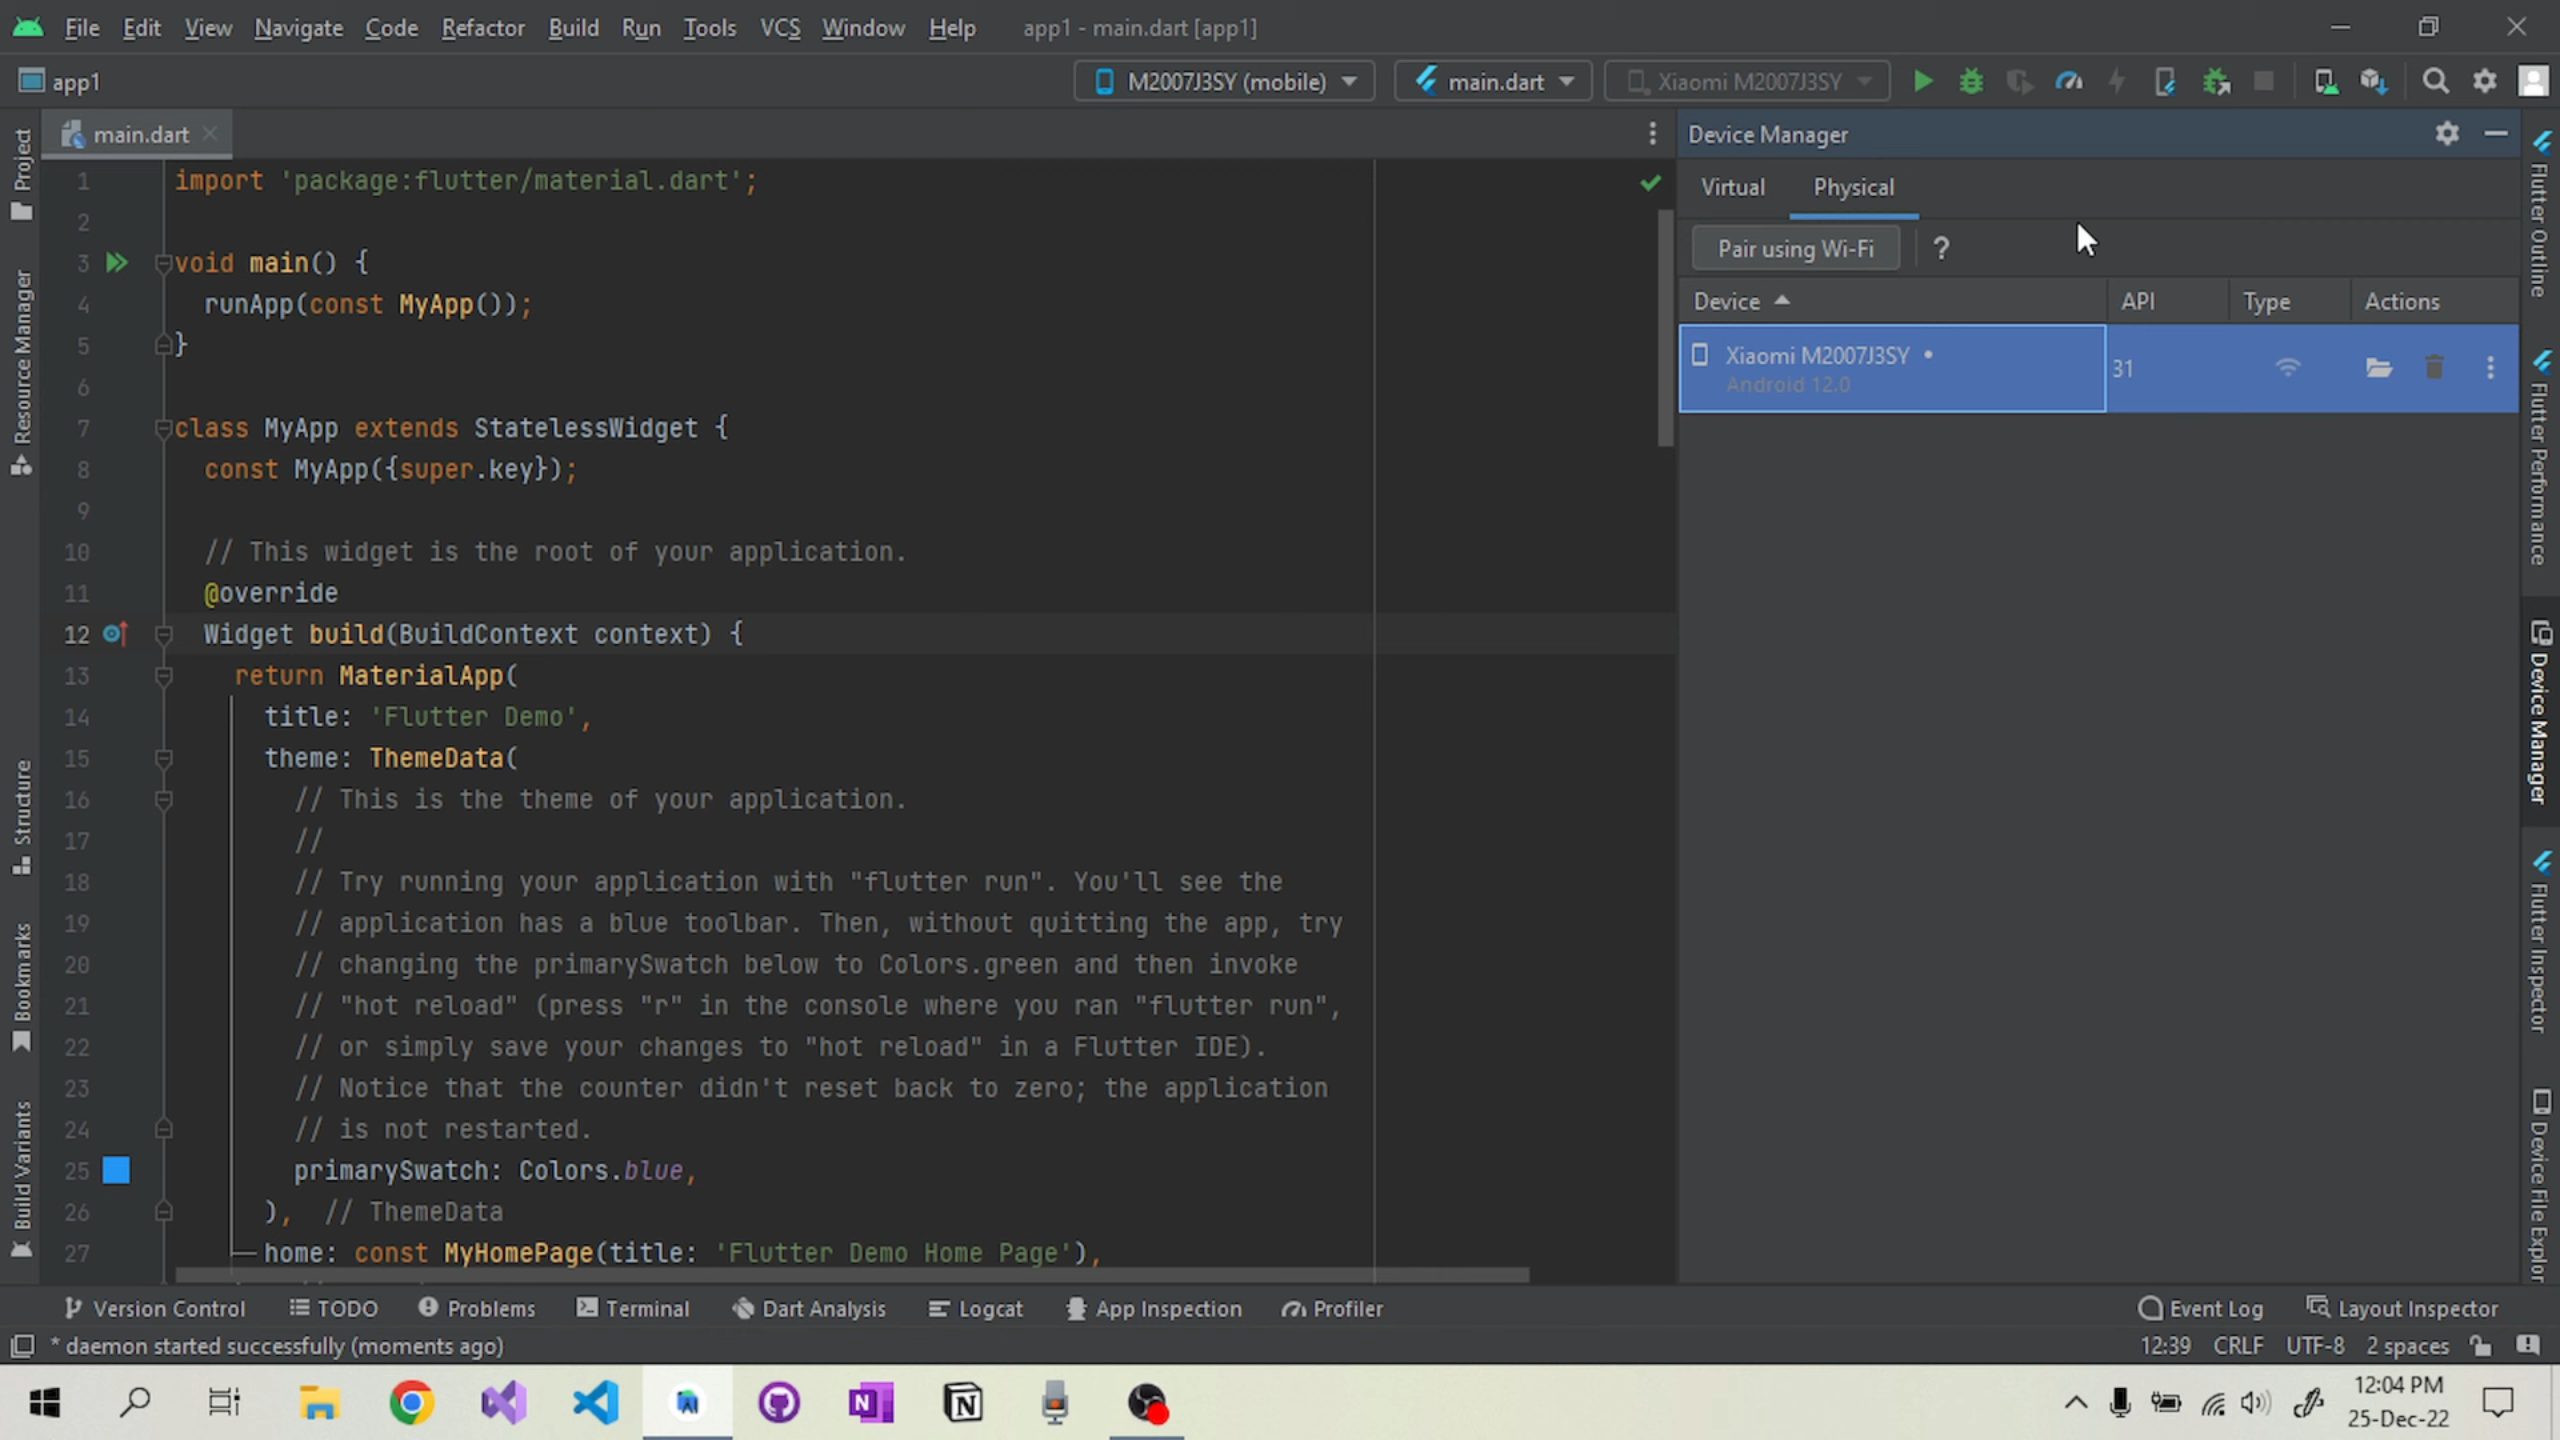 File Edit View Navigate Code Refactor Build Run Tools VCS Window Help app1 - main.dart [app1]
app1 M2007J3SY (mobile) main.dart Xiaomi M2007J3SY
main.dart
Device Manager
Virtual Physical
Pair using Wi-Fi ?
Device API Type Actions
Xiaomi M2007J3SY • 31
Android 12.0
1 import 'package:flutter/material.dart';
2
3 void main() {
4 runApp(const MyApp());
5 }
6
7 class MyApp extends StatelessWidget {
8 const MyApp({super.key});
9
10 // This widget is the root of your application.
11 @override
12 Widget build(BuildContext context) {
13 return MaterialApp(
14 title: 'Flutter Demo',
15 theme: ThemeData(
16 // This is the theme of your application.
17 //
18 // Try running your application with "flutter run". You'll see the
19 // application has a blue toolbar. Then, without quitting the app, try
20 // changing the primarySwatch below to Colors.green and then invoke
21 // "hot reload" (press "r" in the console where you ran "flutter run",
22 // or simply save your changes to "hot reload" in a Flutter IDE).
23 // Notice that the counter didn't reset back to zero; the application
24 // is not restarted.
25 primarySwatch: Colors.blue,
26 ), // ThemeData
27 home: const MyHomePage(title: 'Flutter Demo Home Page'),
Project
Resource Manager
Structure
Bookmarks
Build Variants
Flutter Outline
Flutter Performance
Device Manager
Flutter Inspector
Device File Explor
Version Control TODO Problems Terminal Dart Analysis Logcat App Inspection Profiler Event Log Layout Inspector
* daemon started successfully (moments ago) 12:39 CRLF UTF-8 2 spaces
12:04 PM
25-Dec-22